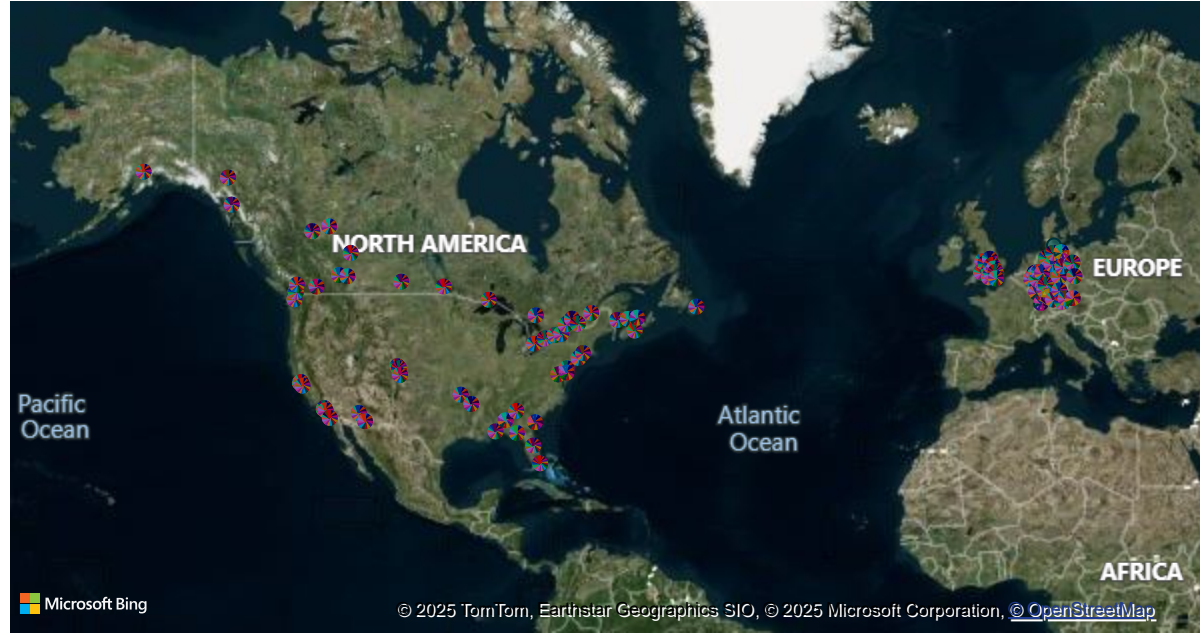 NORTH AMERICA
EUROPE
Pacific
Ocean
Atlantic
Ocean
AFRICA
Microsoft Bing
© 2025 TomTom, Earthstar Geographics SIO, © 2025 Microsoft Corporation, © OpenStreetMap